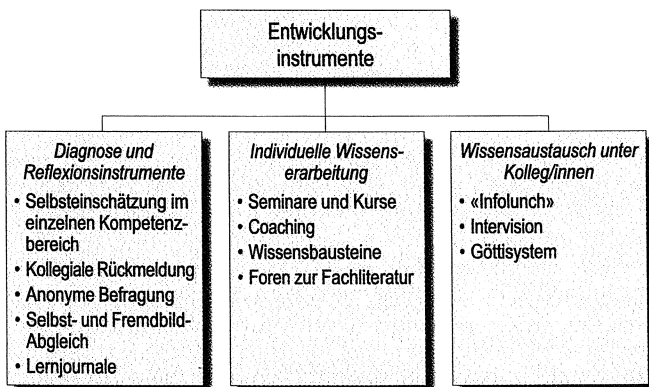 Entwicklungs-
instrumente
Diagnose und
Reflexionsinstrumente
• Selbsteinschätzung im
einzelnen Kompetenz-
bereich
• Kollegiale Rückmeldung
• Anonyme Befragung
• Selbst- und Fremdbild-
Abgleich
• Lernjournale
Individuelle Wissens-
erarbeitung
• Seminare und Kurse
• Coaching
• Wissensbausteine
• Foren zur Fachliteratur
Wissensaustausch unter
Kolleg/innen
• «Infolunch»
• Intervision
• Göttisystem